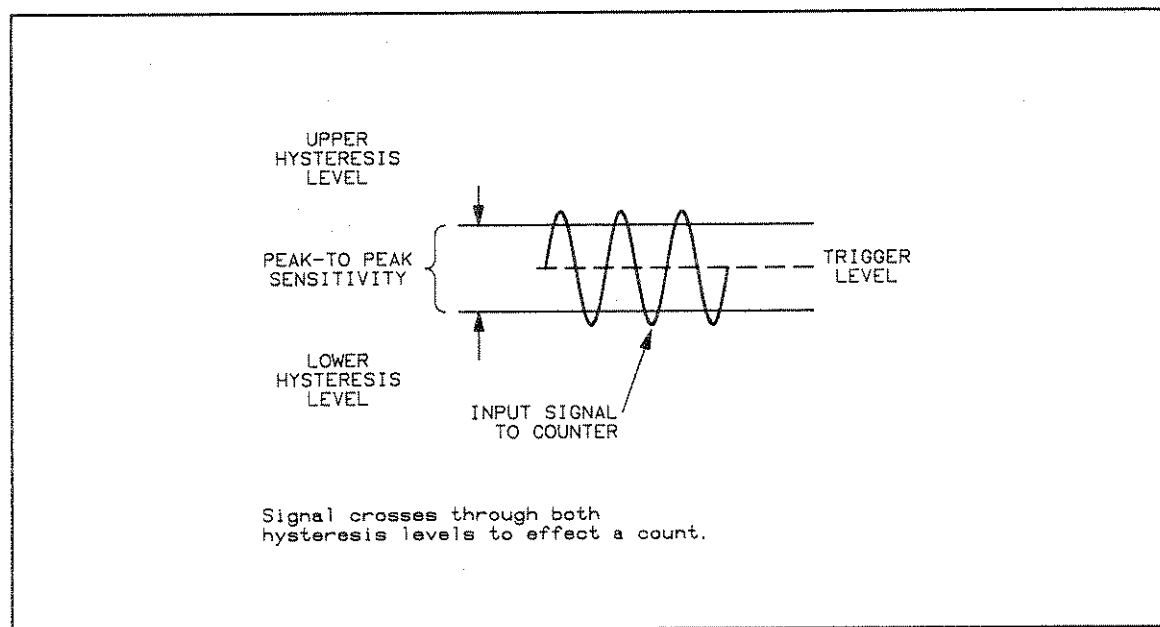 UPPER
HYSTERESIS
LEVEL
PEAK-TO PEAK
SENSITIVITY
TRIGGER
LEVEL
LOWER
HYSTERESIS
LEVEL
INPUT SIGNAL
TO COUNTER
Signal crosses through both
hysteresis levels to effect a count.